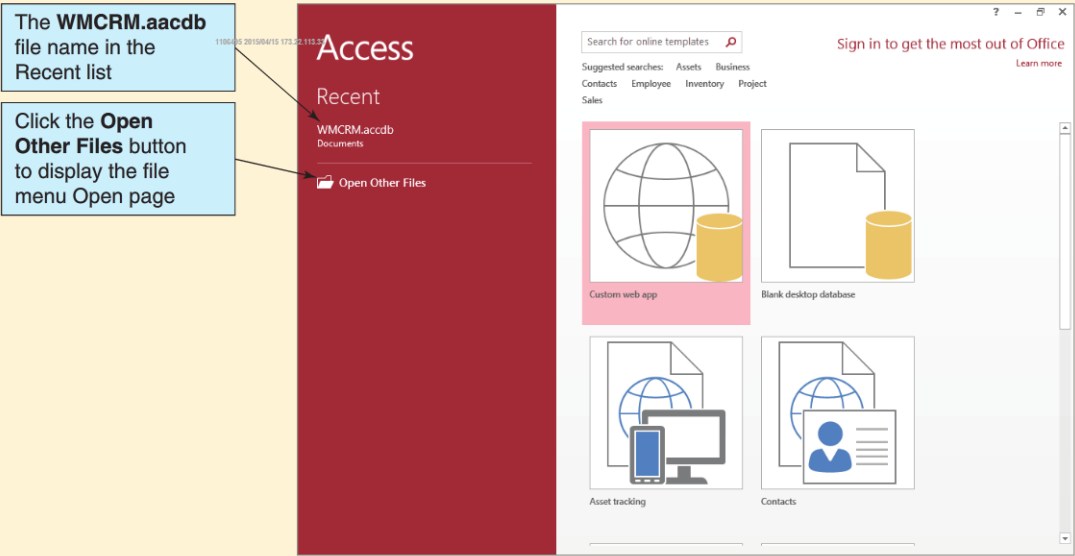 The WMCRM.aacdb
file name in the
Recent list
Click the Open
Other Files button
to display the file
menu Open page
Access
Recent
WMCRM.accdb
Documents
Open Other Files
? – ×
Search for online templates
Suggested searches: Assets Business
Contacts Employee Inventory Project
Sales
Sign in to get the most out of Office
Learn more
Custom web app
Blank desktop database
Asset tracking
Contacts